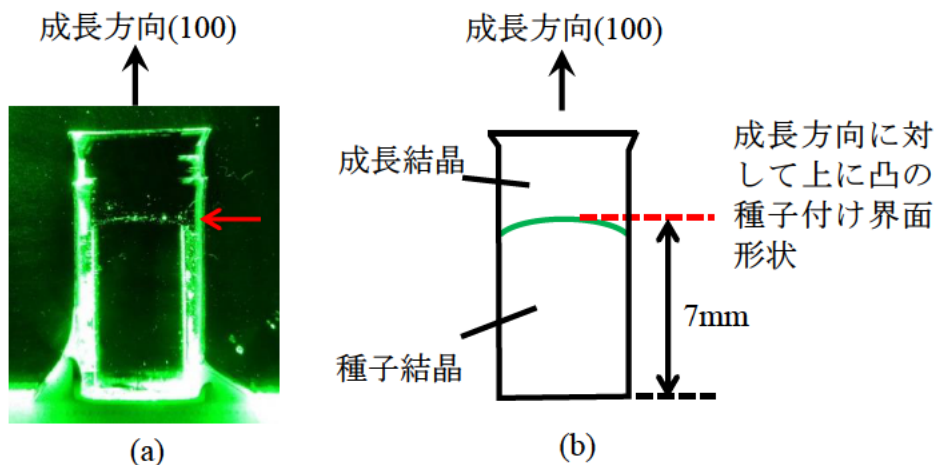 成長方向(100)
成長方向(100)
成長結晶
種子結晶
成長方向に対
して上に凸の
種子付け界面
形状
7mm
(a)
(b)